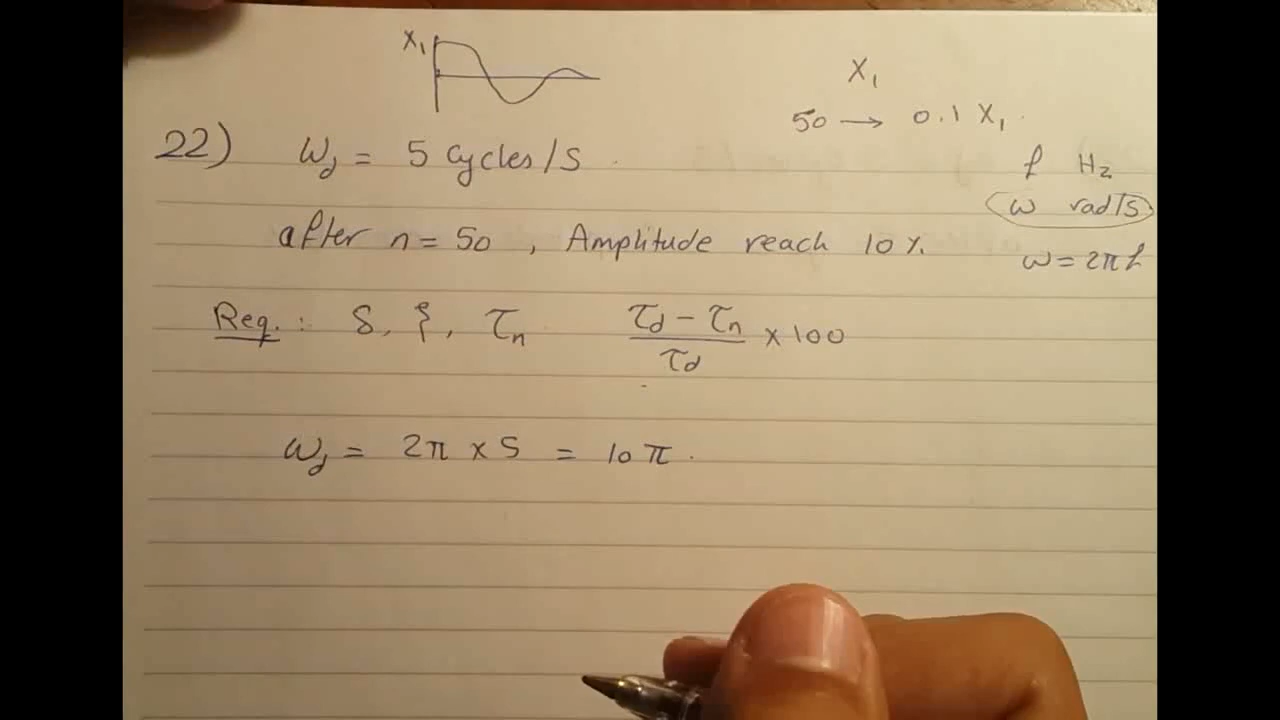 X₁
X₁
50 → 0.1 X₁.
22) ω_d = 5 cycles/s.
f Hz
ω rad/s
after n = 50, Amplitude reach 10%.
ω = 2πf
Req.: δ, ξ, τ_n (τ_d - τ_n)/τ_d × 100
ω_d = 2π × 5 = 10π.